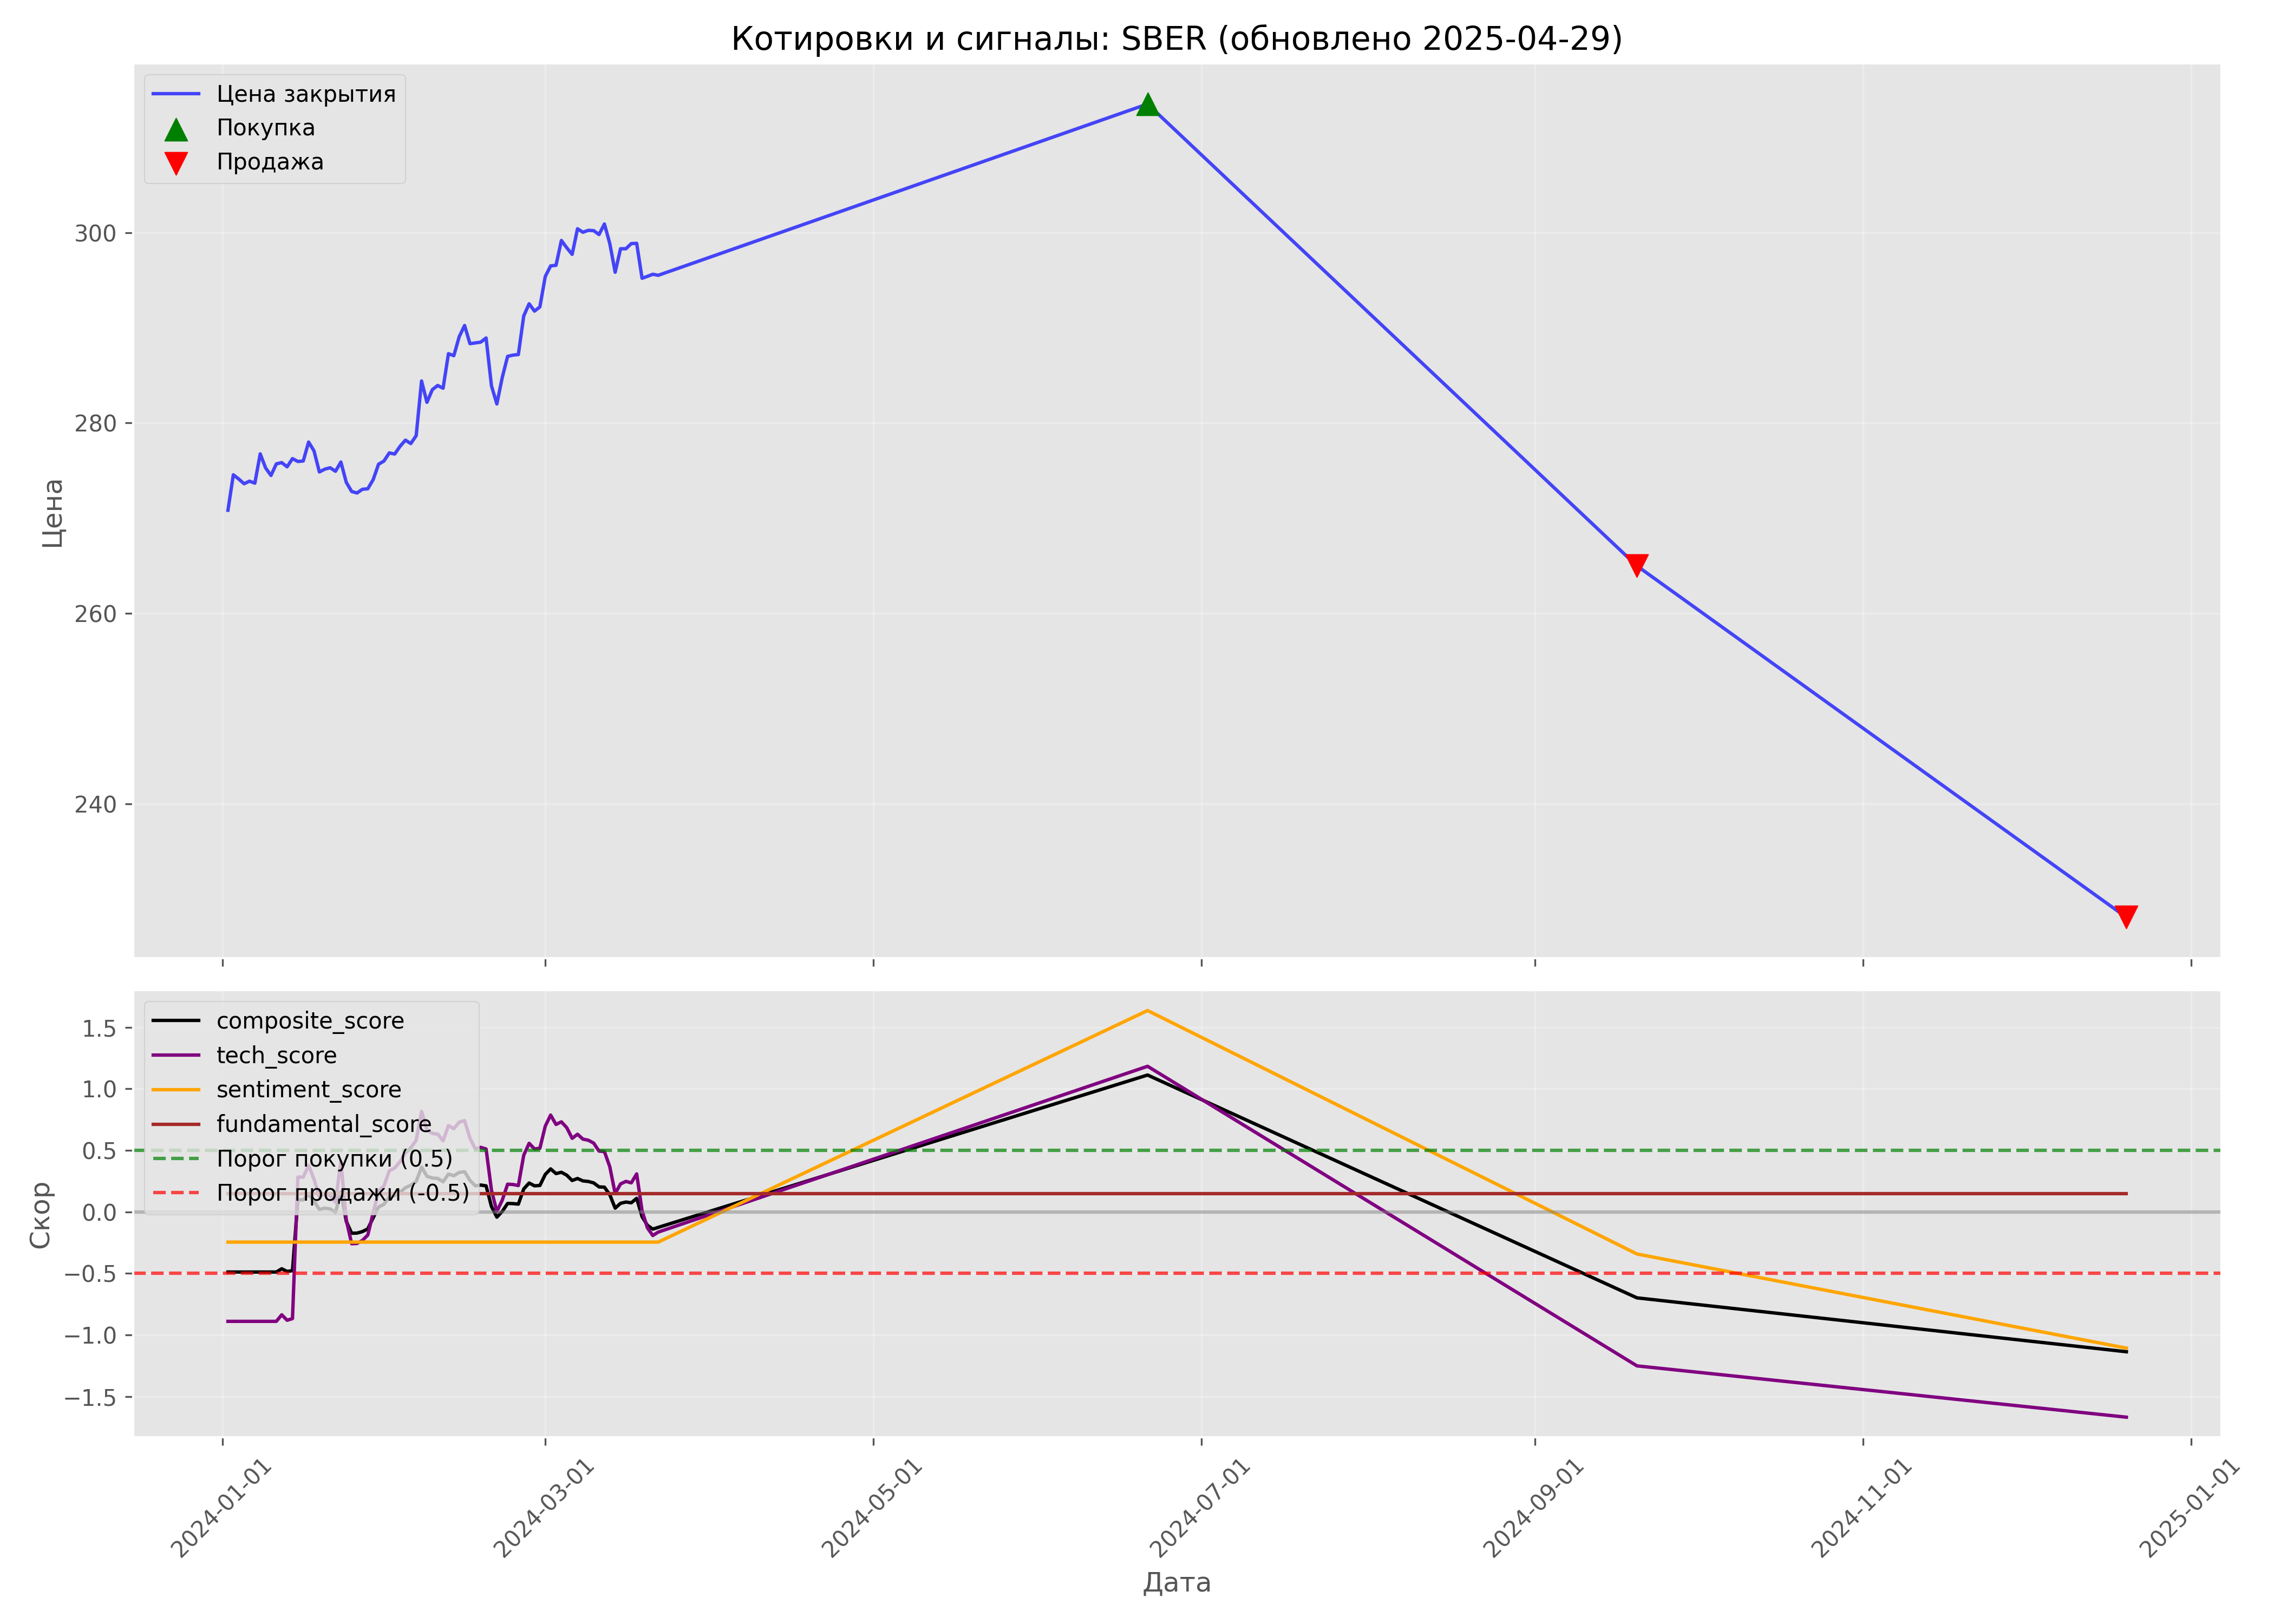 Котировки и сигналы: SBER (обновлено 2025-04-29)
Цена закрытия
Покупка
Продажа
300
280
260
240
Цена
composite_score
tech_score
sentiment_score
fundamental_score
Порог покупки (0.5)
Порог продажи (-0.5)
1.5
1.0
0.5
0.0
−0.5
−1.0
−1.5
Скор
2024-01-01
2024-03-01
2024-05-01
2024-07-01
2024-09-01
2024-11-01
2025-01-01
Дата